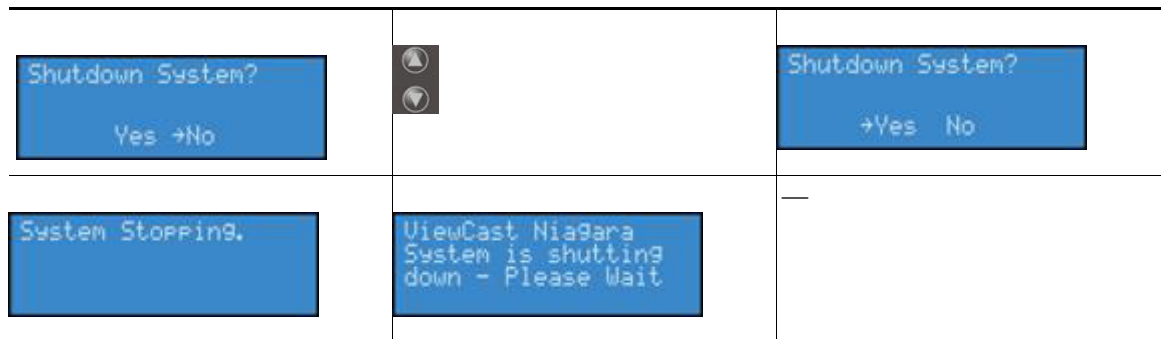 Shutdown System?
Yes →No
Shutdown System?
→Yes No
System Stopping.
ViewCast Niagara
System is shutting
down - Please Wait